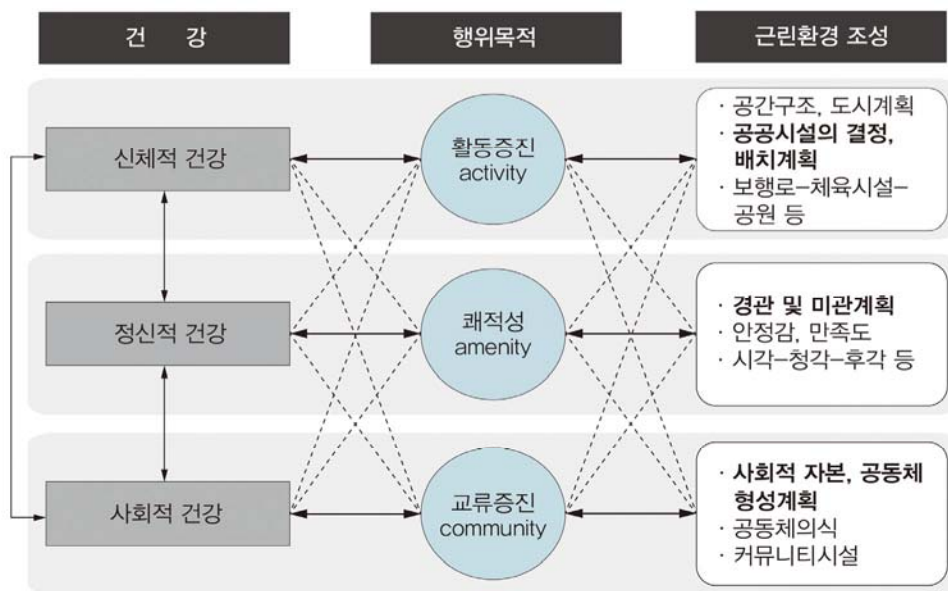 건 강
행위목적
근린환경 조성
신체적 건강
활동증진
activity
· 공간구조, 도시계획
· 공공시설의 결정,
배치계획
· 보행로–체육시설–
공원 등
정신적 건강
쾌적성
amenity
· 경관 및 미관계획
· 안정감, 만족도
· 시각–청각–후각 등
사회적 건강
교류증진
community
· 사회적 자본, 공동체
형성계획
· 공동체의식
· 커뮤니티시설